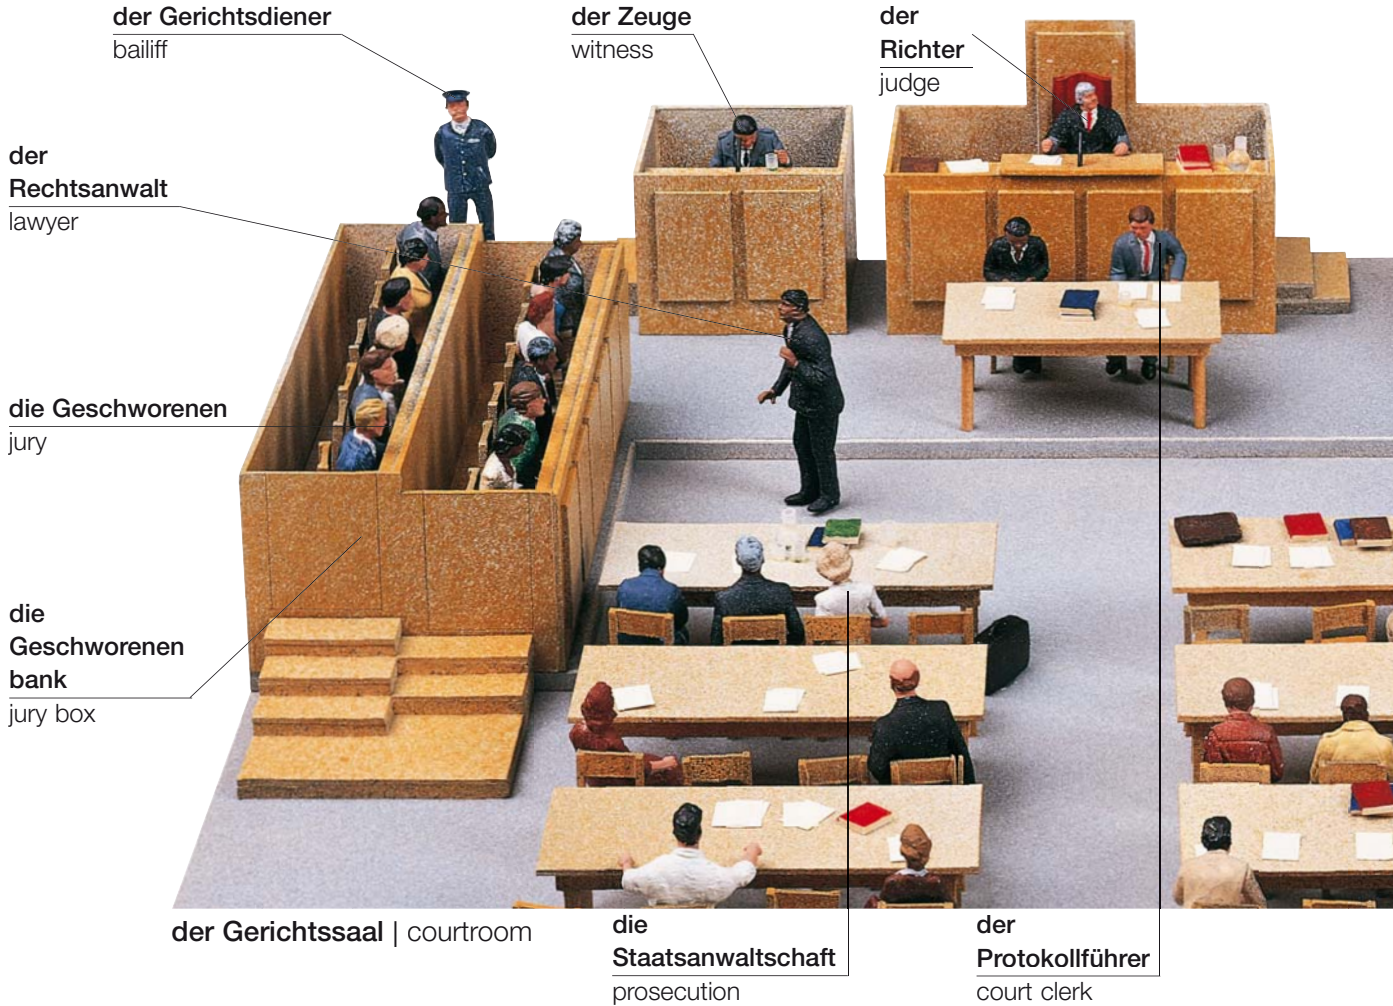 der Gerichtsdiener
bailiff
der Zeuge
witness
der
Richter
judge
der
Rechtsanwalt
lawyer
die Geschworenen
jury
die
Geschworenen
bank
jury box
der Gerichtssaal | courtroom
die
Staatsanwaltschaft
prosecution
der
Protokollführer
court clerk